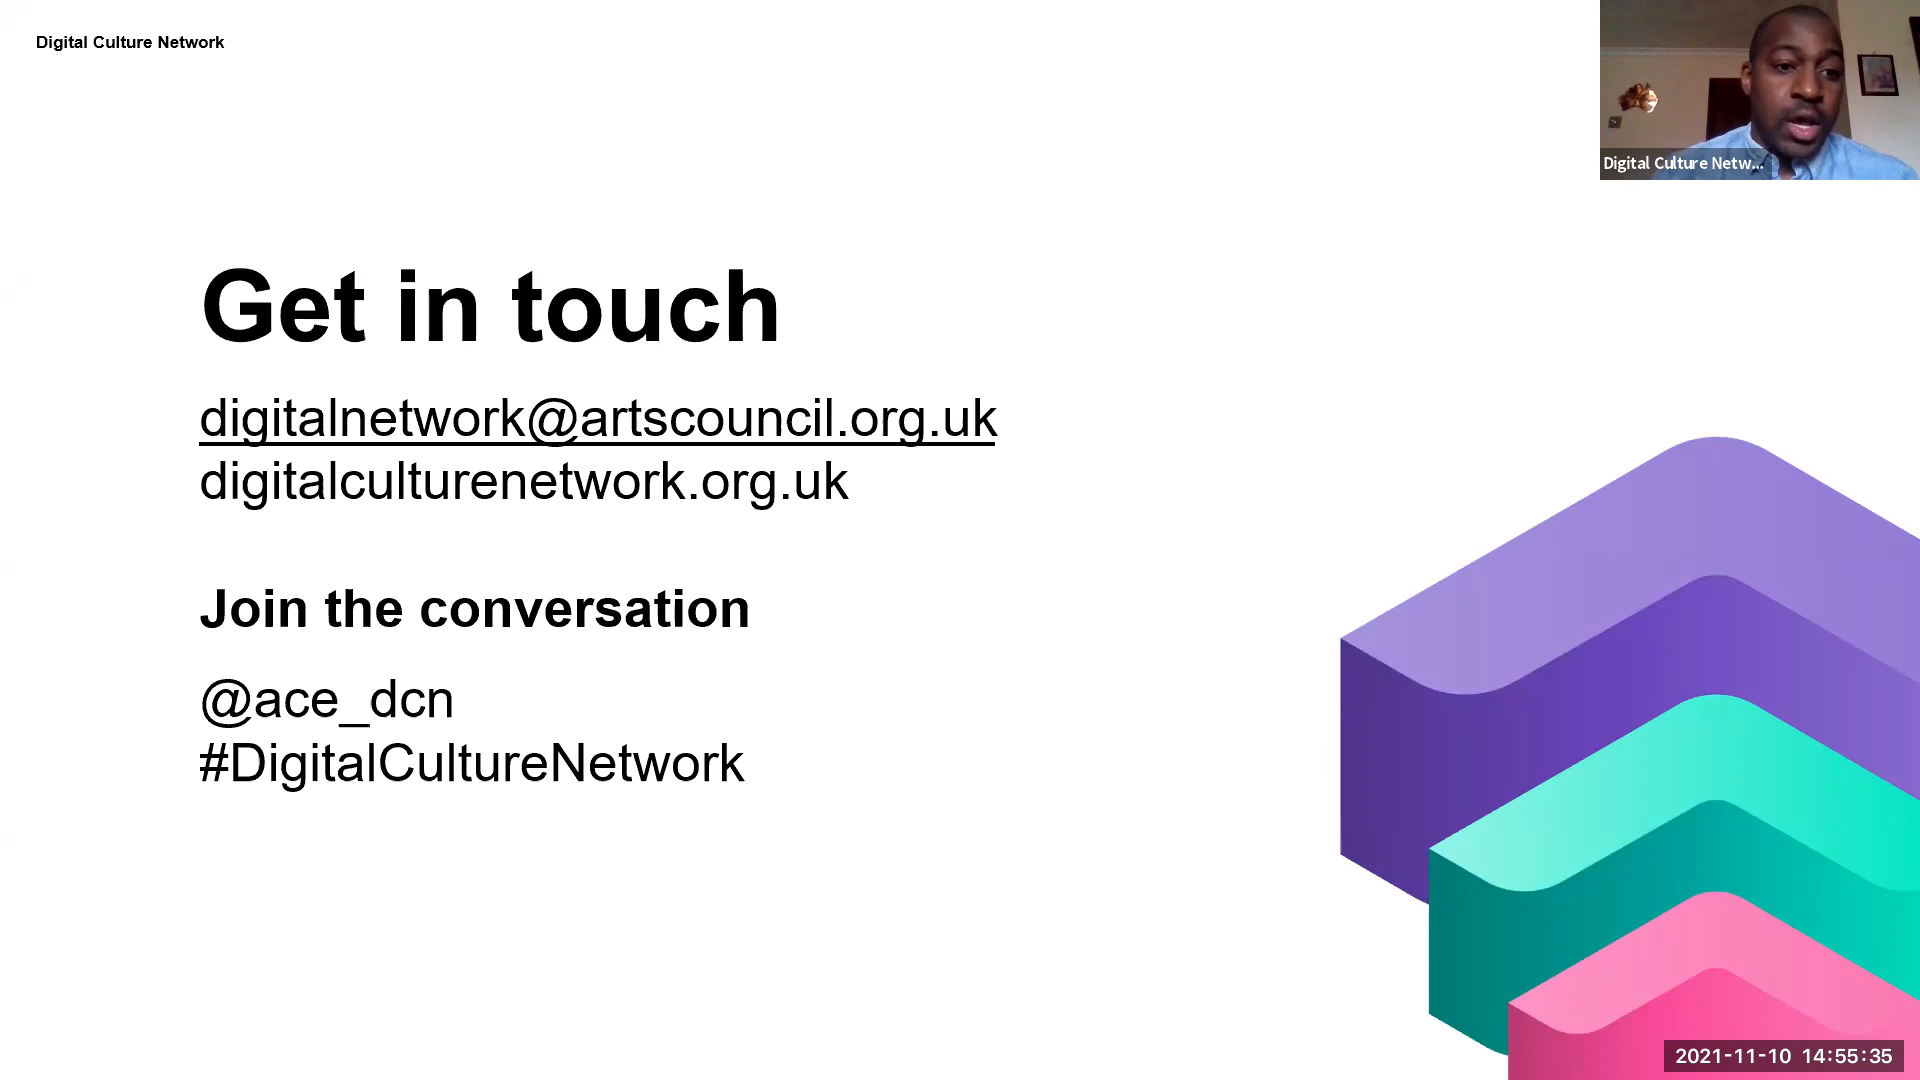 Digital Culture Network
Digital Culture Netw...
Get in touch
digitalnetwork@artscouncil.org.uk
digitalculturenetwork.org.uk
Join the conversation
@ace_dcn
#DigitalCultureNetwork
2021-11-10 14:55:35